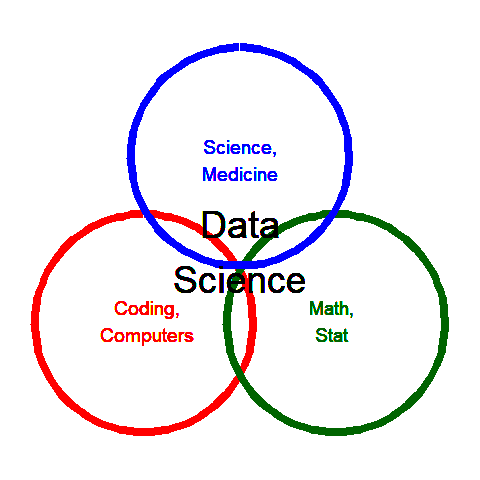 Science,
Medicine
Data
Science
Coding,
Computers
Math,
Stat